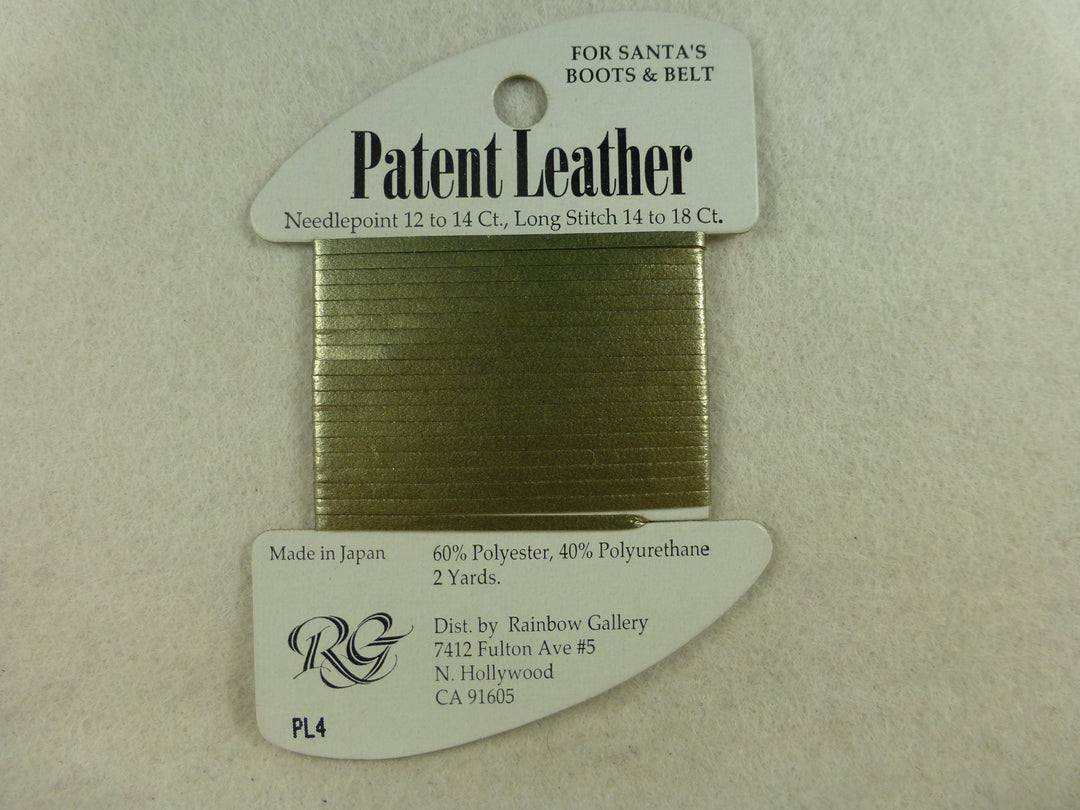 FOR SANTA'S
BOOTS & BELT
Patent Leather
Needlepoint 12 to 14 Ct., Long Stitch 14 to 18 Ct.
Made in Japan
60% Polyester, 40% Polyurethane
2 Yards.
RG
Dist. by Rainbow Gallery
7412 Fulton Ave #5
N. Hollywood
CA 91605
PL4